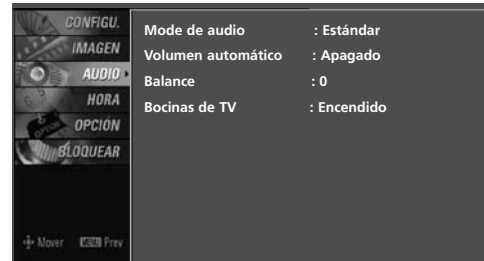 CONFIGU.
IMAGEN
AUDIO
HORA
OPCIÓN
BLOQUEAR
Mover MENU Prev
Mode de audio : Estándar
Volumen automático : Apagado
Balance : 0
Bocinas de TV : Encendido